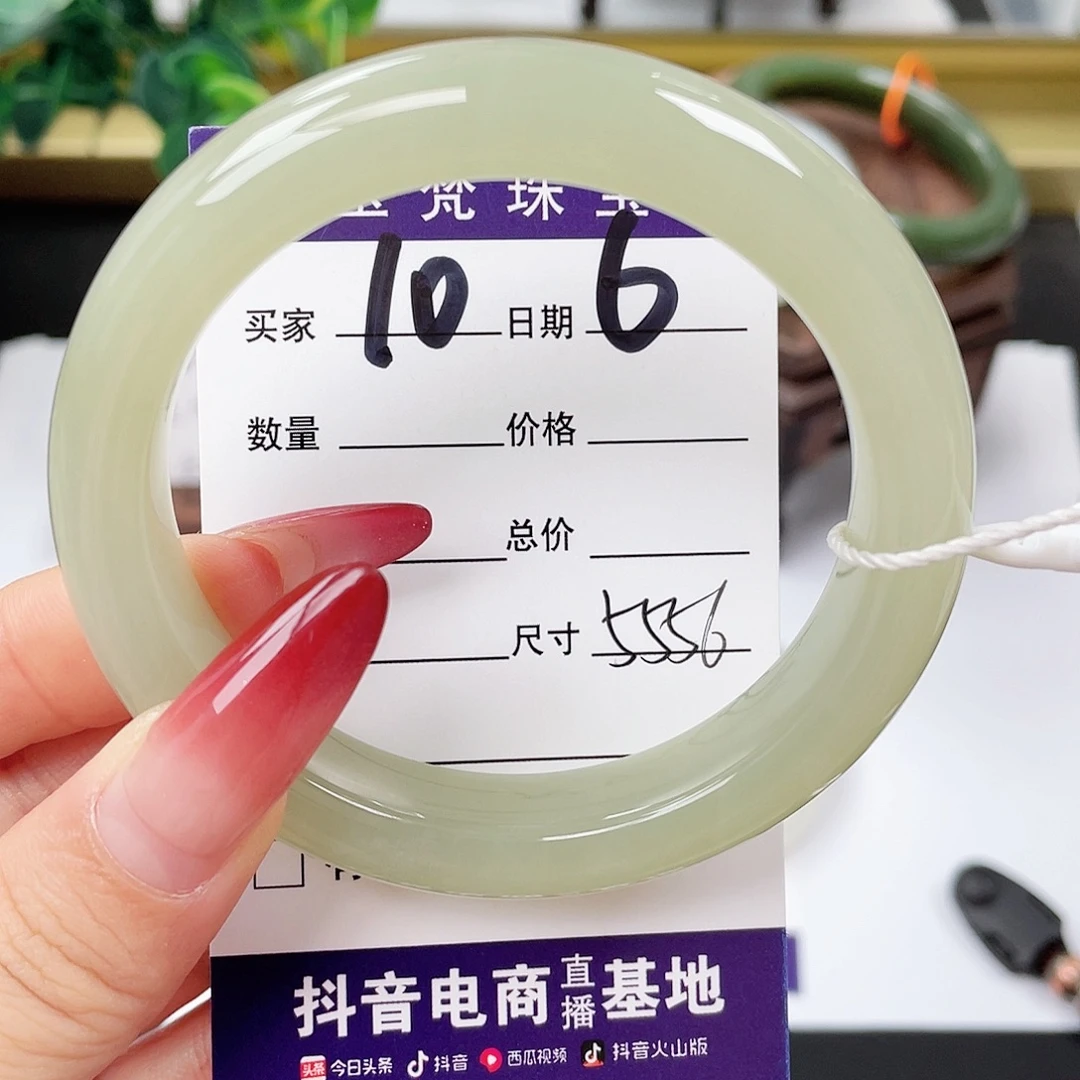 梵珠宝
买家 10 日期 6
数量 价格
总价
尺寸 5556
抖音电商直播基地
今日头条 抖音 西瓜视频 抖音火山版